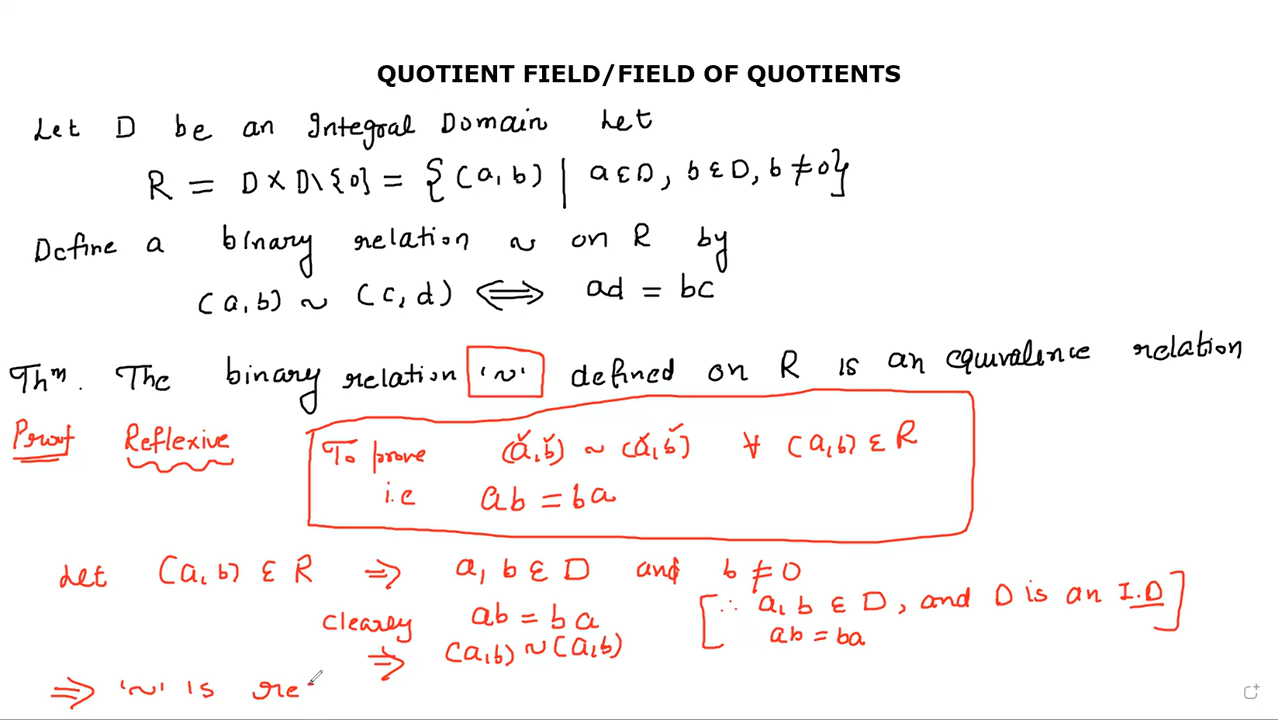 QUOTIENT FIELD/FIELD OF QUOTIENTS
Let D be an Integral Domain Let
R = D × D\{0} = {(a,b) | a ∈ D, b ∈ D, b ≠ 0}
Define a binary relation ~ on R by
(a,b) ~ (c,d) ⟺ ad = bc
Thm. The binary relation '~' defined on R is an equivalence relation
Proof Reflexive To prove (a,b) ~ (a,b) ∀ (a,b) ∈ R
i.e ab = ba
Let (a,b) ∈ R ⇒ a, b ∈ D and b ≠ 0
clearly ab = ba [∵ a, b ∈ D, and D is an I.D
⇒ (a,b) ~ (a,b) ab = ba]
⇒ '~' is re